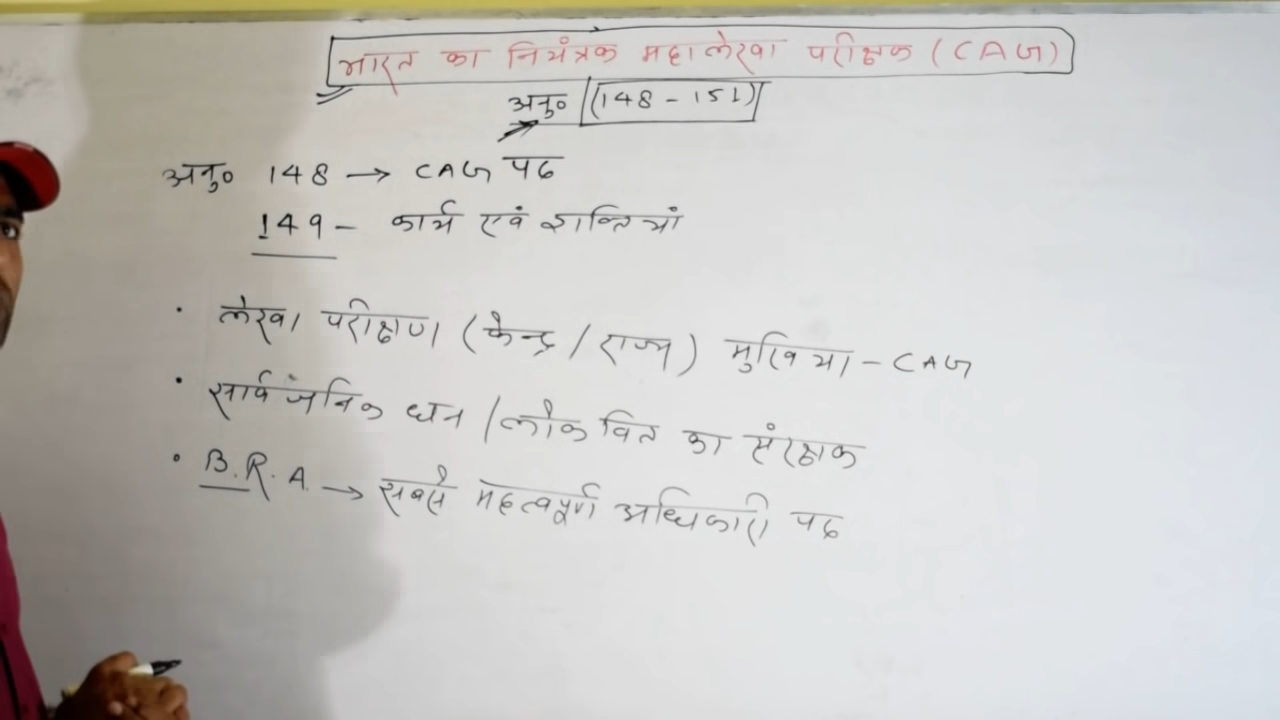 भारत का नियंत्रक महालेखा परीक्षक (CAG)
अनु० (148 - 151)
अनु० 148 → CAG पद
149 - कार्य एवं शक्तियां
• लेखा परीक्षण (केन्द्र / राज्य) मुखिया - CAG
• सार्वजनिक धन / लोक वित का संरक्षक
• B.R.A. → सबसे महत्वपूर्ण अधिकारी पद